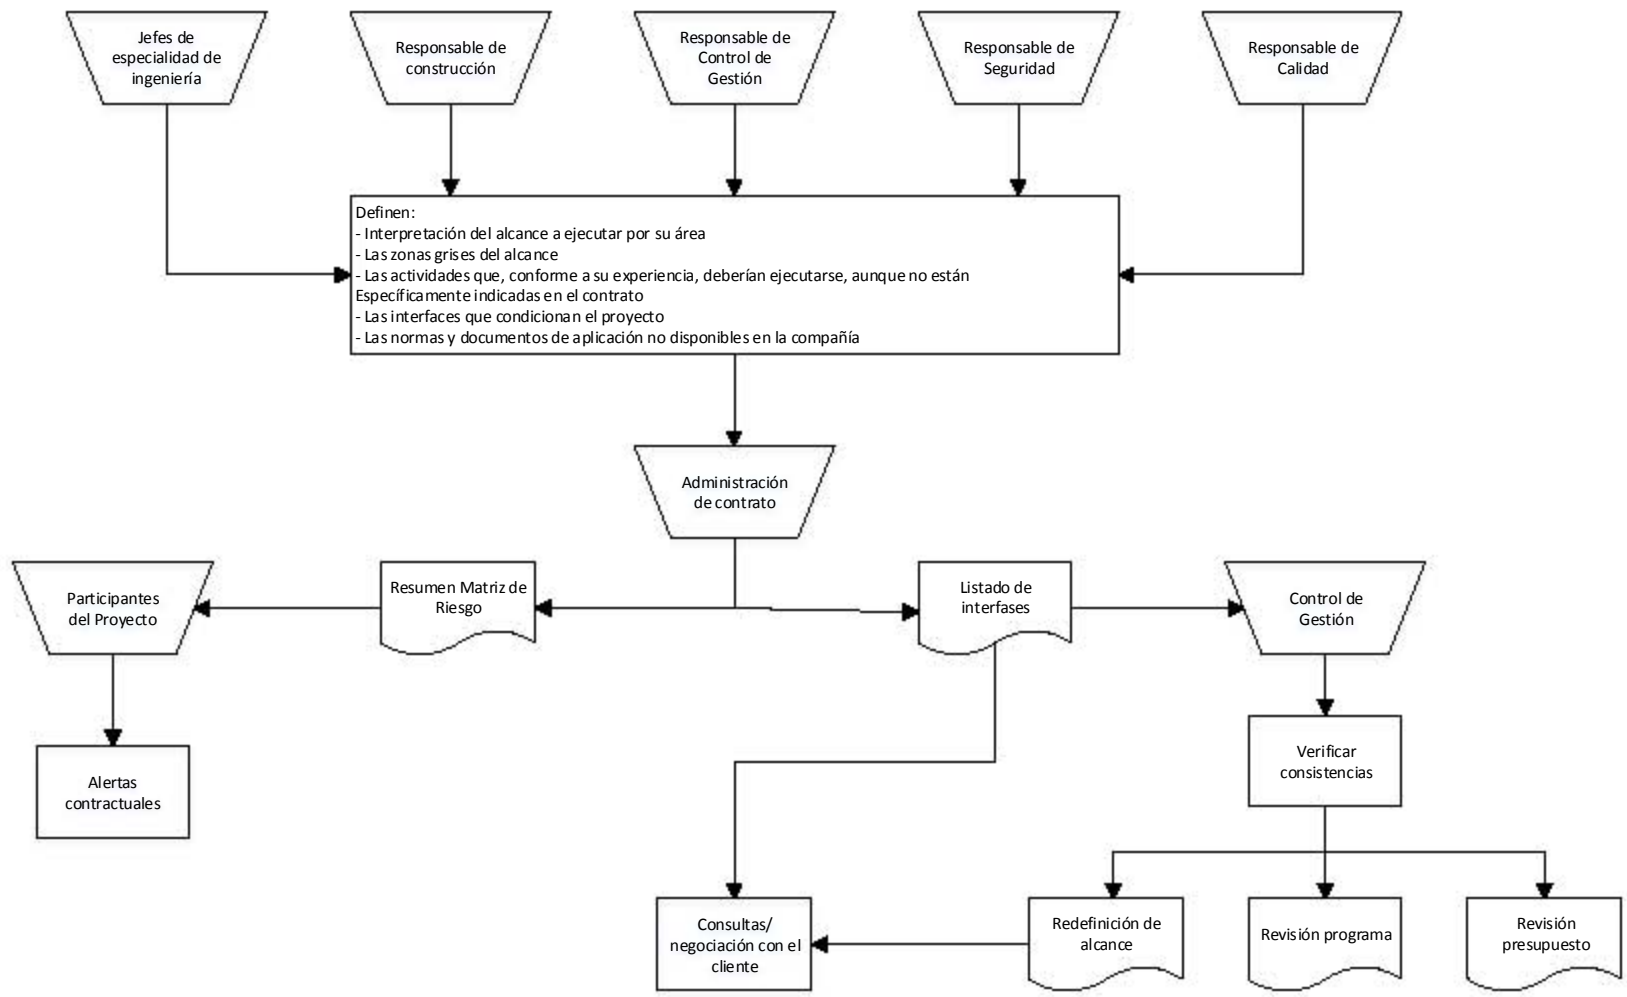 Jefes de
especialidad de
ingeniería
Responsable de
construcción
Responsable de
Control de
Gestión
Responsable de
Seguridad
Responsable de
Calidad
Definen:
- Interpretación del alcance a ejecutar por su área
- Las zonas grises del alcance
- Las actividades que, conforme a su experiencia, deberían ejecutarse, aunque no están
Específicamente indicadas en el contrato
- Las interfaces que condicionan el proyecto
- Las normas y documentos de aplicación no disponibles en la compañía
Administración
de contrato
Participantes
del Proyecto
Resumen Matriz de
Riesgo
Listado de
interfases
Control de
Gestión
Alertas
contractuales
Verificar
consistencias
Consultas/
negociación con el
cliente
Redefinición de
alcance
Revisión programa
Revisión
presupuesto